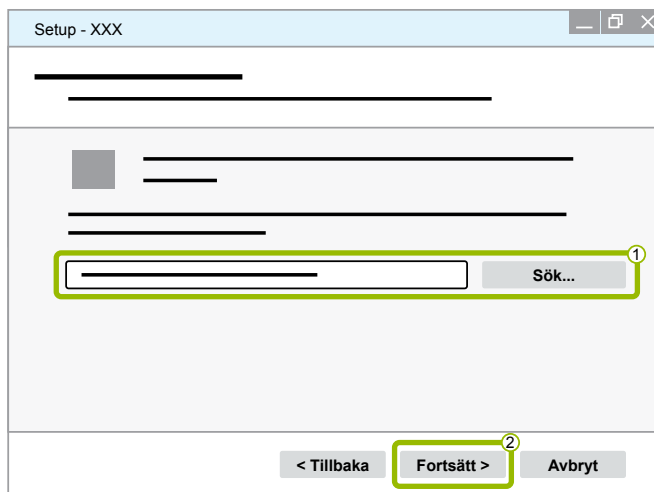 Setup - XXX
1
Sök...
2
< Tillbaka
Fortsätt >
Avbryt